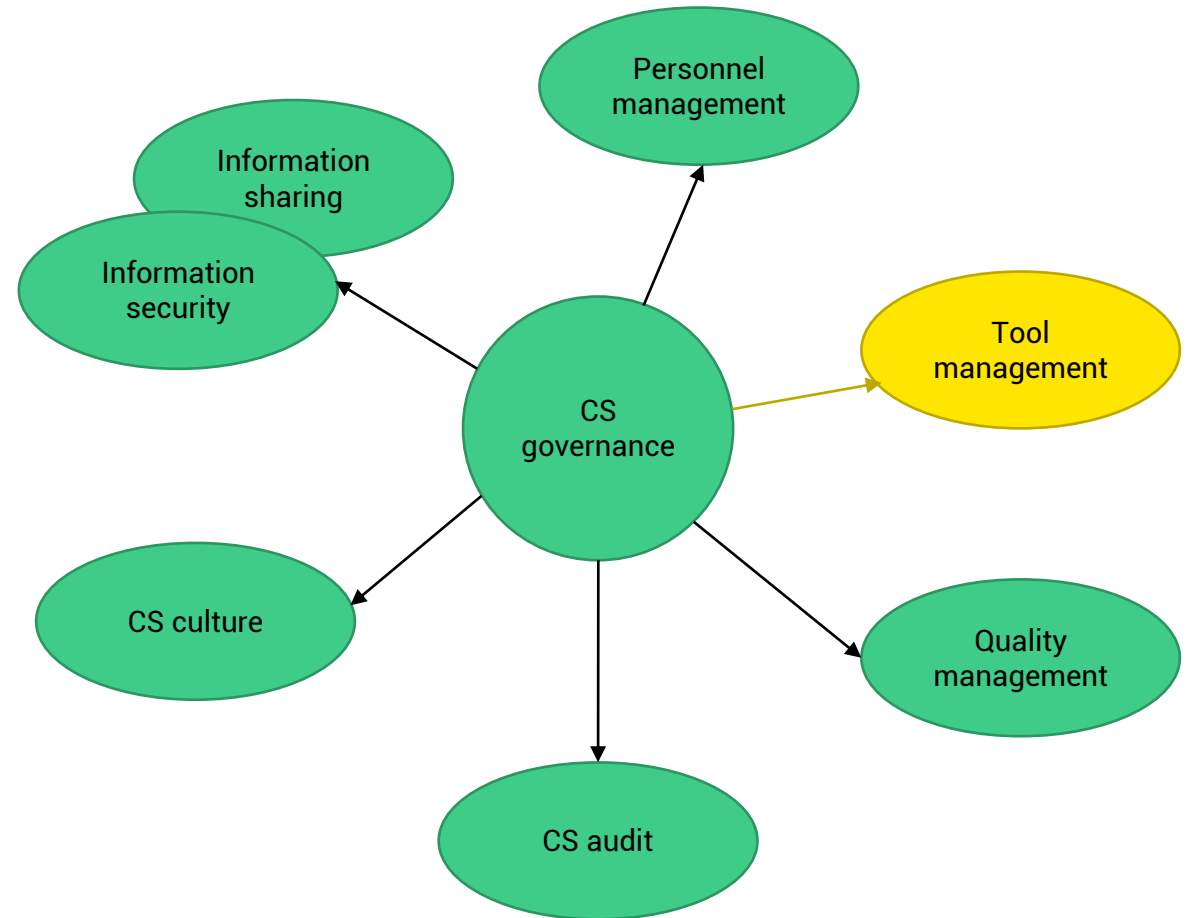 Personnel
management
Information
sharing
Information
security
Tool
management
CS
governance
CS culture
Quality
management
CS audit